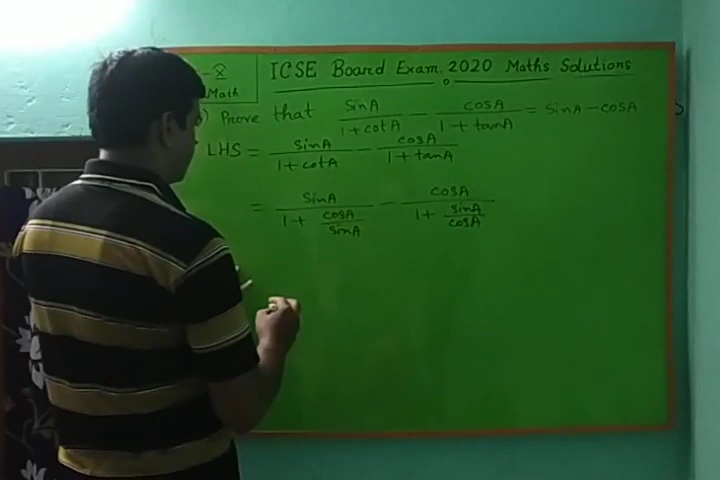 - X
Math
ICSE Board Exam. 2020 Maths Solutions
) Prove that sinA / 1 + cotA - cosA / 1 + tanA = sinA - cosA
LHS = sinA / 1 + cotA - cosA / 1 + tanA
= sinA / 1 + cosA / sinA - cosA / 1 + sinA / cosA